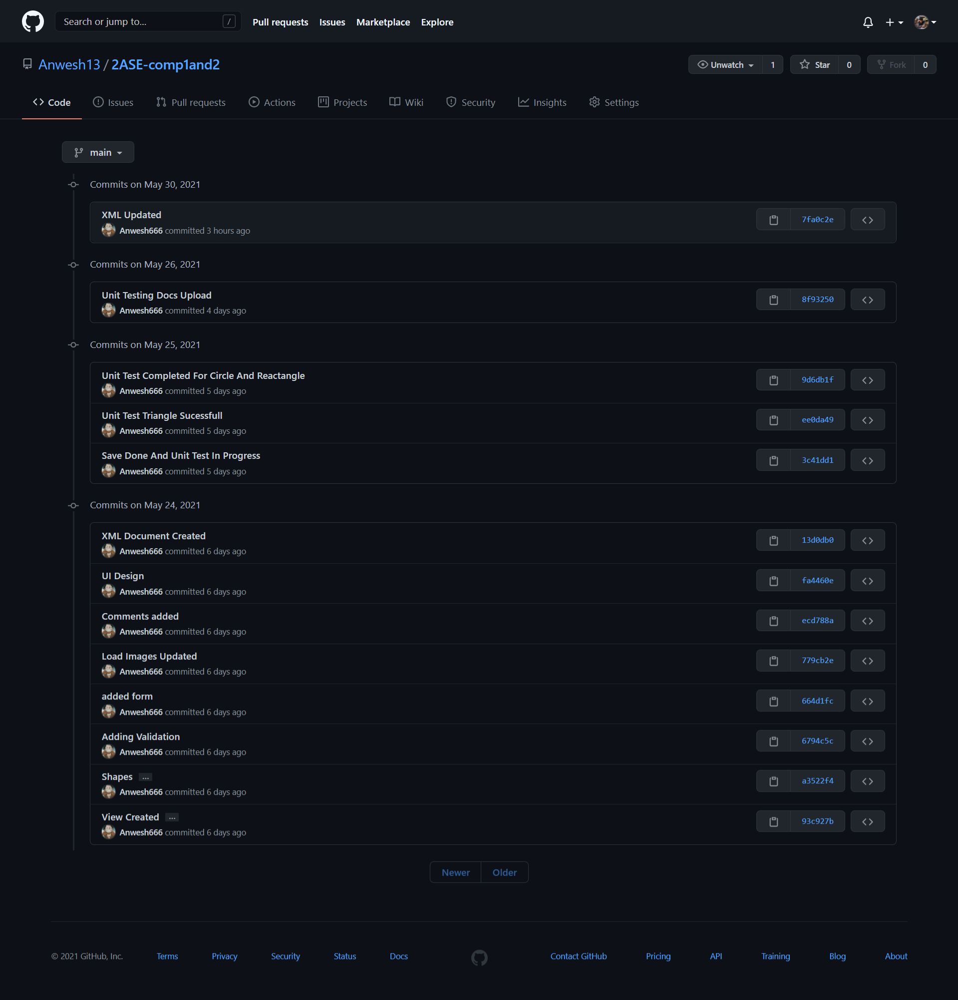 Search or jump to... / Pull requests Issues Marketplace Explore
Anwesh13 / 2ASE-comp1and2 Unwatch 1 Star 0 Fork 0
Code Issues Pull requests Actions Projects Wiki Security Insights Settings
main
Commits on May 30, 2021
XML Updated
7fa0c2e
Anwesh666 committed 3 hours ago
Commits on May 26, 2021
Unit Testing Docs Upload
8f93250
Anwesh666 committed 4 days ago
Commits on May 25, 2021
Unit Test Completed For Circle And Reactangle
9d6db1f
Anwesh666 committed 5 days ago
Unit Test Triangle Sucessfull
ee0da49
Anwesh666 committed 5 days ago
Save Done And Unit Test In Progress
3c41dd1
Anwesh666 committed 5 days ago
Commits on May 24, 2021
XML Document Created
13d0db0
Anwesh666 committed 6 days ago
UI Design
fa4460e
Anwesh666 committed 6 days ago
Comments added
ecd788a
Anwesh666 committed 6 days ago
Load Images Updated
779cb2e
Anwesh666 committed 6 days ago
added form
664d1fc
Anwesh666 committed 6 days ago
Adding Validation
6794c5c
Anwesh666 committed 6 days ago
Shapes ...
a3522f4
Anwesh666 committed 6 days ago
View Created ...
93c927b
Anwesh666 committed 6 days ago
Newer Older
© 2021 GitHub, Inc. Terms Privacy Security Status Docs Contact GitHub Pricing API Training Blog About